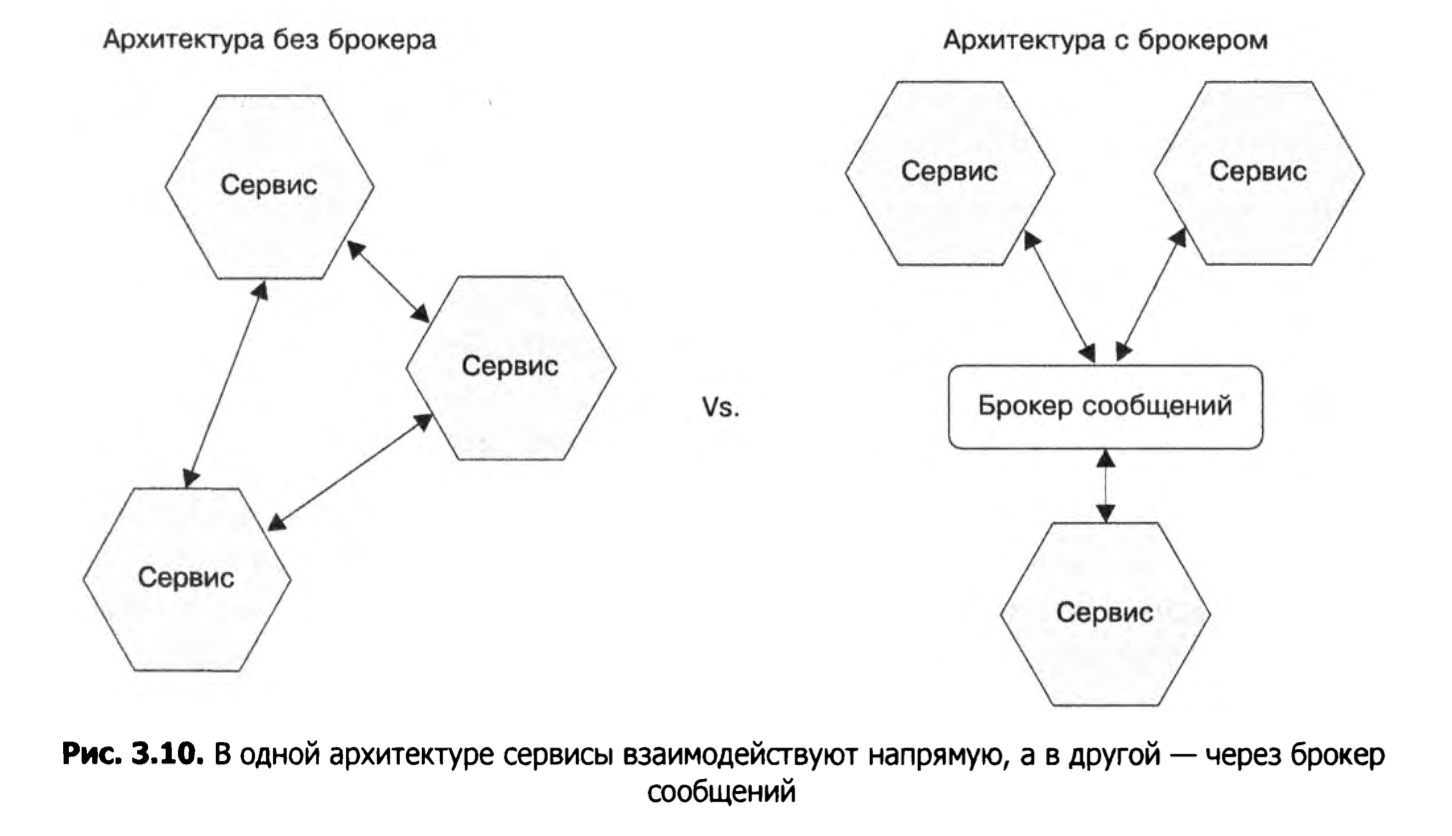 Архитектура без брокера
Сервис
Сервис
Сервис
Vs.
Архитектура с брокером
Сервис
Сервис
Брокер сообщений
Сервис
Рис. 3.10. В одной архитектуре сервисы взаимодействуют напрямую, а в другой — через брокер
сообщений